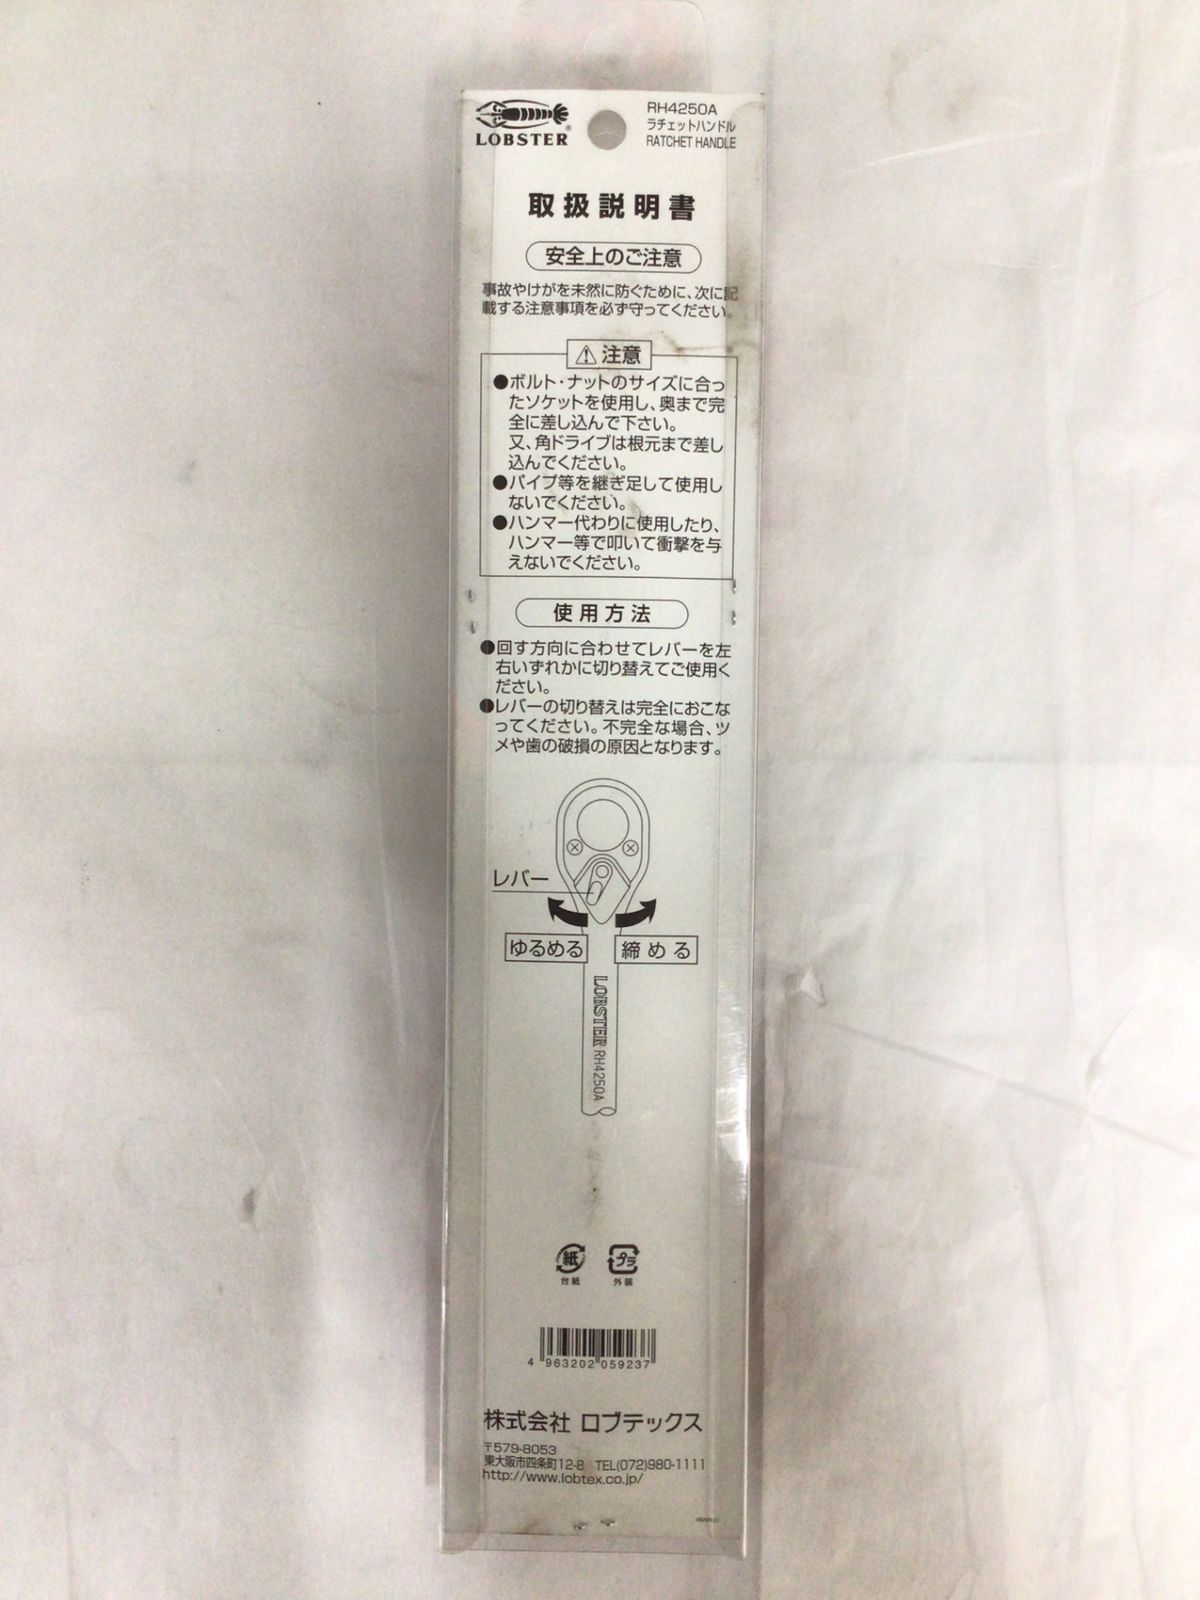 LOBSTER
RH4250A
ラチェットハンドル
RATCHET HANDLE
取扱説明書
安全上のご注意
事故やけがを未然に防ぐために、次に記
載する注意事項を必ず守ってください。
⚠注意
●ボルト・ナットのサイズに合っ
たソケットを使用し、奥まで完
全に差し込んで下さい。
又、角ドライブは根元まで差し
込んでください。
●パイプ等を継ぎ足して使用し
ないでください。
●ハンマー代わりに使用したり、
ハンマー等で叩いて衝撃を与
えないでください。
使用方法
●回す方向に合わせてレバーを左
右いずれかに切り替えてご使用く
ださい。
●レバーの切り替えは完全におこな
ってください。不完全な場合、ツ
メや歯の破損の原因となります。
レバー
ゆるめる
締める
LOBSTER RH4250A
紙
台紙
プラ
外装
4 963202 059237
株式会社 ロブテックス
〒579-8053
東大阪市四条町12-8 TEL(072)980-1111
http://www.lobtex.co.jp/